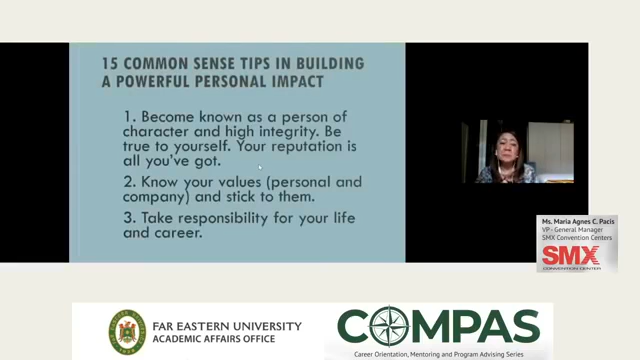 15 COMMON SENSE TIPS IN BUILDING
A POWERFUL PERSONAL IMPACT
1. Become known as a person of
character and high integrity. Be
true to yourself. Your reputation is
all you've got.
2. Know your values (personal and
company) and stick to them.
3. Take responsibility for your life
and career.
Ms. Maria Agnes C. Pacis
VP - General Manager
SMX Convention Centers
SMX
CONVENTION CENTER
FAR EASTERN UNIVERSITY
ACADEMIC AFFAIRS OFFICE
COMPAS
Career Orientation, Mentoring and Program Advising Series